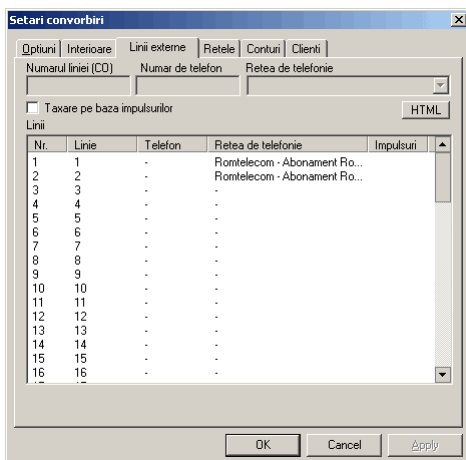 Setari convorbiri
Optiuni Interioare Linii externe Retele Conturi Clienti
Numarul liniei (CO) Numar de telefon Retea de telefonie
Taxare pe baza impulsurilor HTML
Linii
Nr. Linie Telefon Retea de telefonie Impulsuri
1 1 - Romtelecom - Abonament Ro...
2 2 - Romtelecom - Abonament Ro...
3 3 - -
4 4 - -
5 5 - -
6 6 - -
7 7 - -
8 8 - -
9 9 - -
10 10 - -
11 11 - -
12 12 - -
13 13 - -
14 14 - -
15 15 - -
16 16 - -
OK Cancel Apply